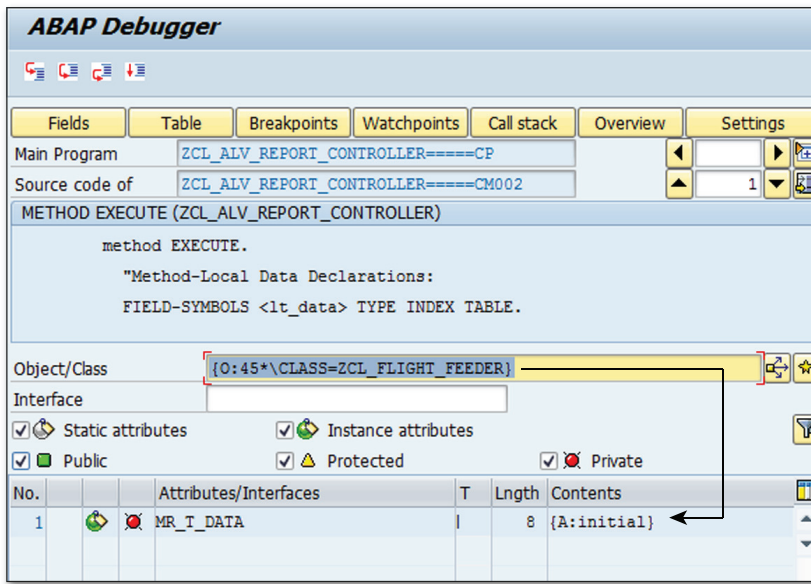 ABAP Debugger
Fields Table Breakpoints Watchpoints Call stack Overview Settings
Main Program ZCL_ALV_REPORT_CONTROLLER=====CP
Source code of ZCL_ALV_REPORT_CONTROLLER=====CM002 1
METHOD EXECUTE (ZCL_ALV_REPORT_CONTROLLER)
method EXECUTE.
"Method-Local Data Declarations:
FIELD-SYMBOLS <lt_data> TYPE INDEX TABLE.
Object/Class {O:45*\CLASS=ZCL_FLIGHT_FEEDER}
Interface
Static attributes Instance attributes
Public Protected Private
No. Attributes/Interfaces T Lngth Contents
1 MR_T_DATA l 8 {A:initial}